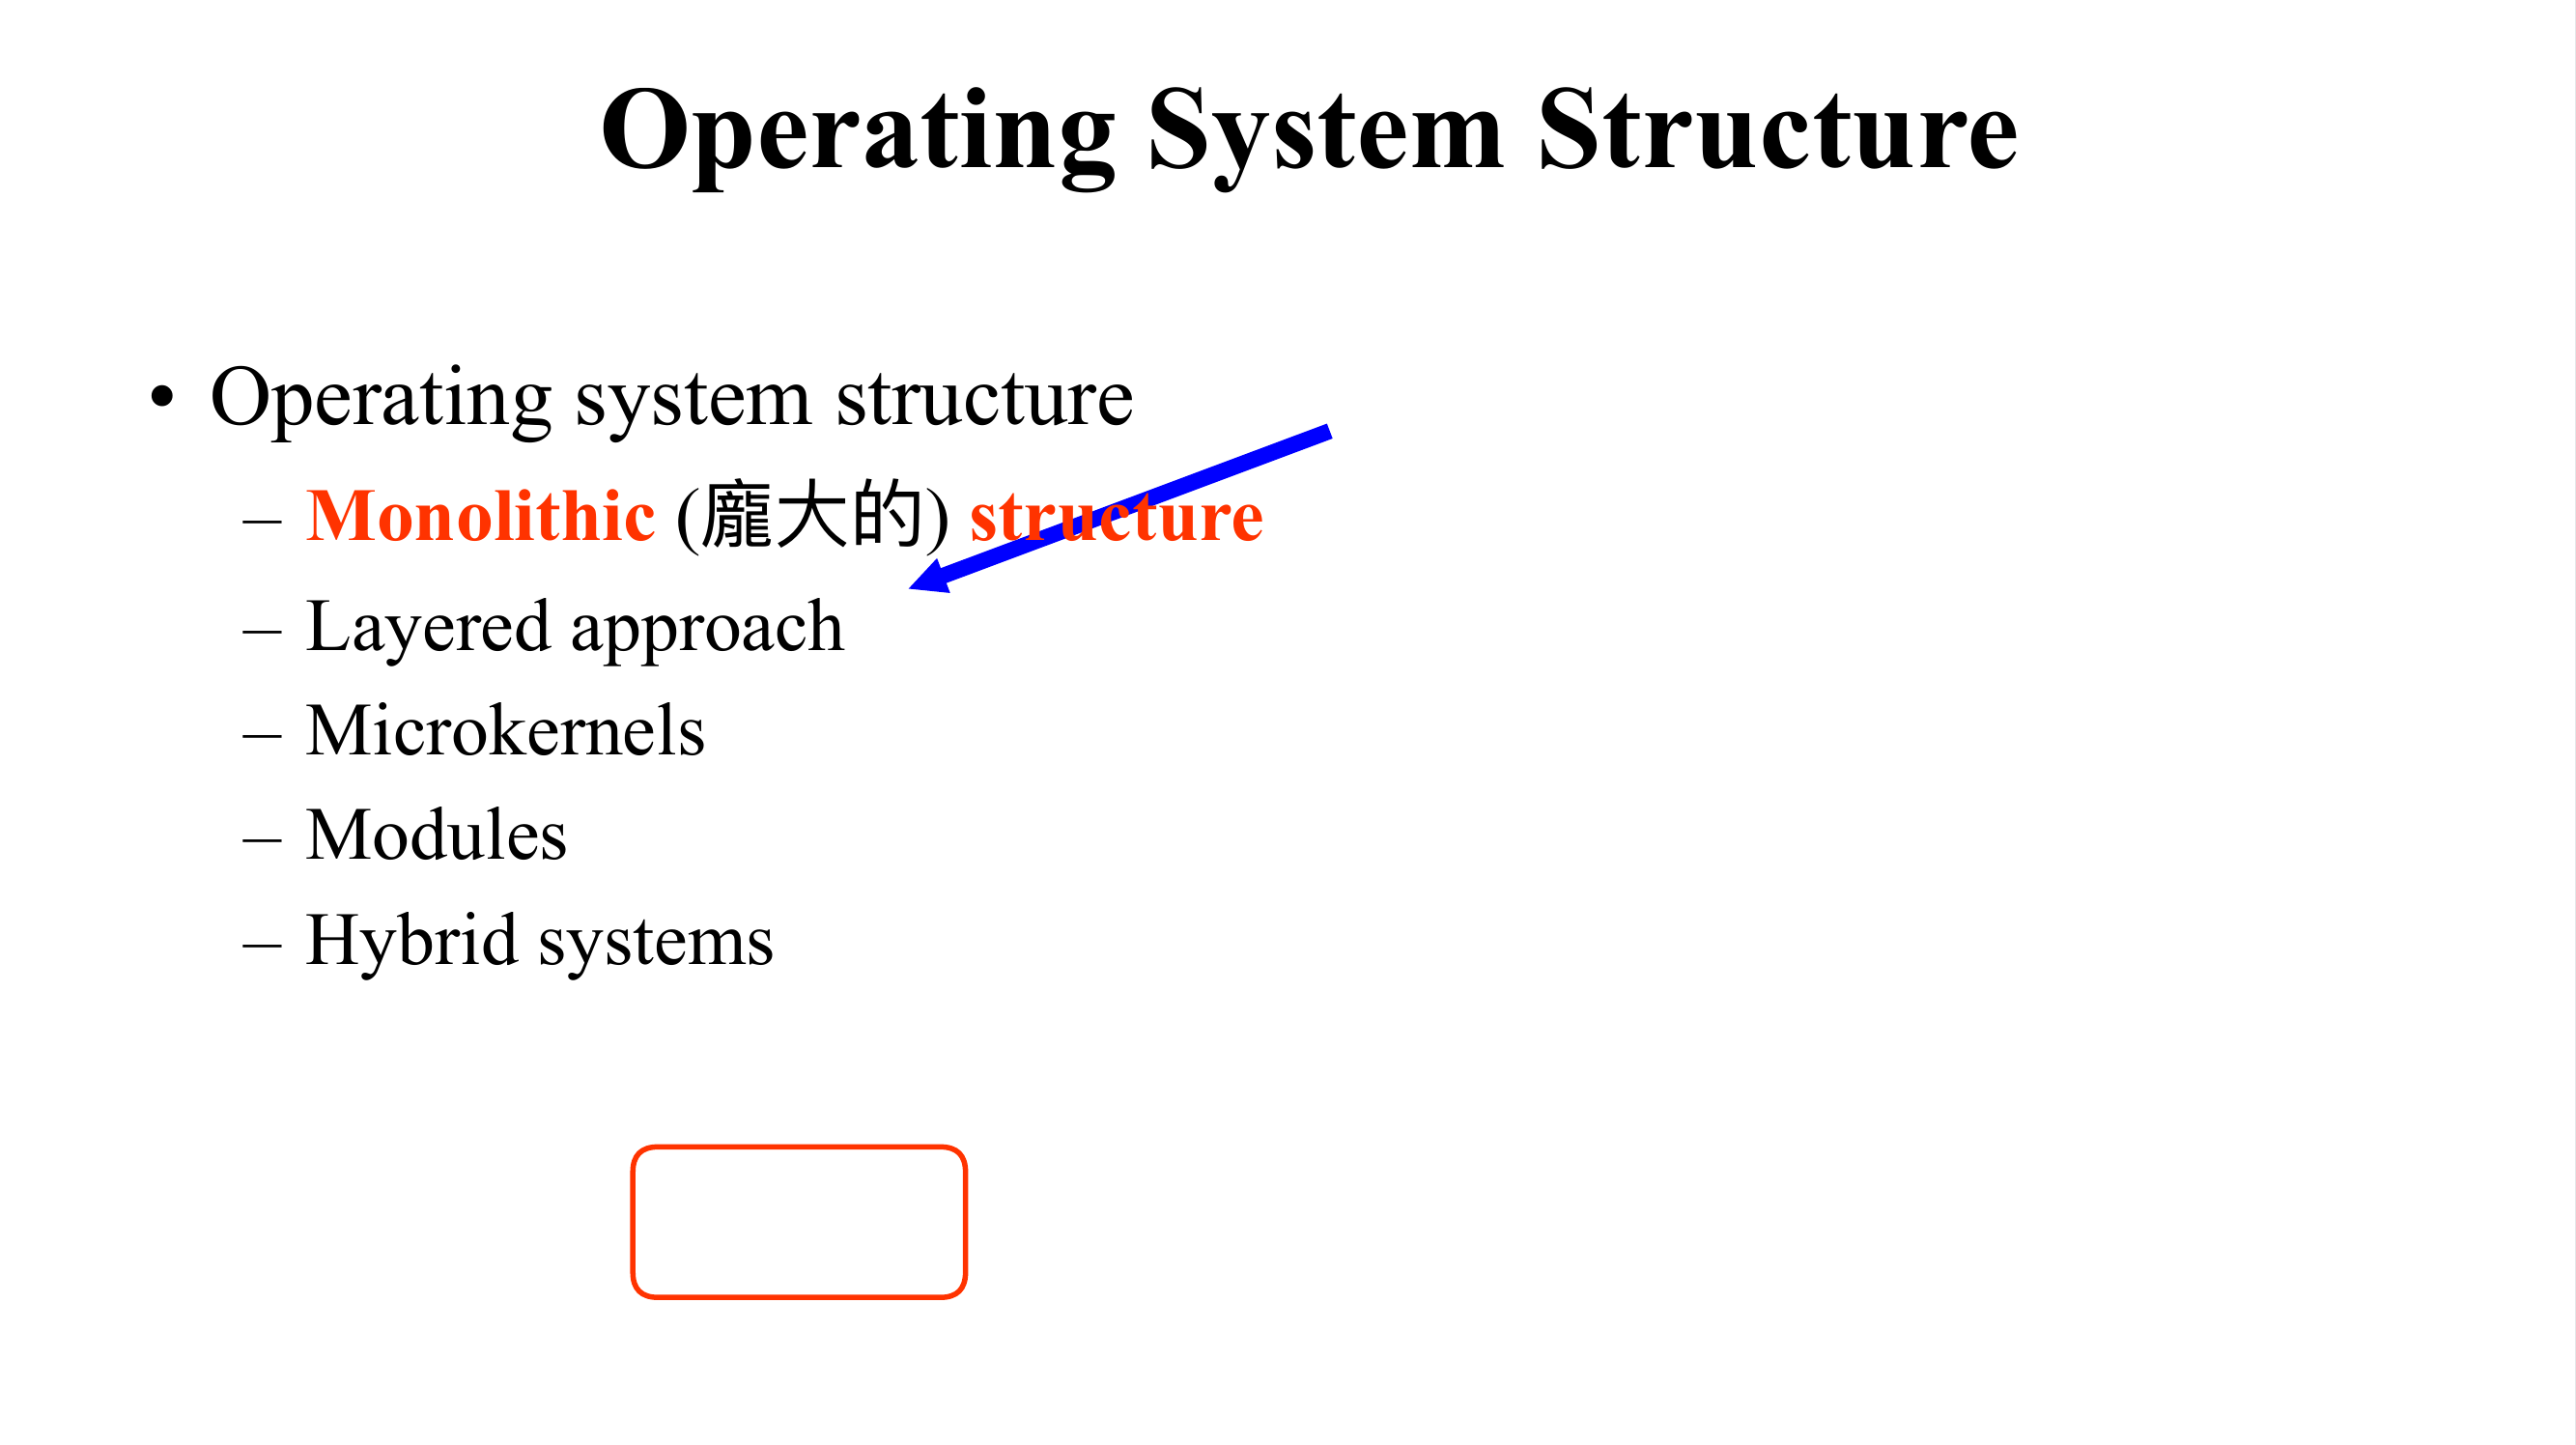 Operating System Structure
• Operating system structure
– Monolithic (龐大的) structure
– Layered approach
– Microkernels
– Modules
– Hybrid systems